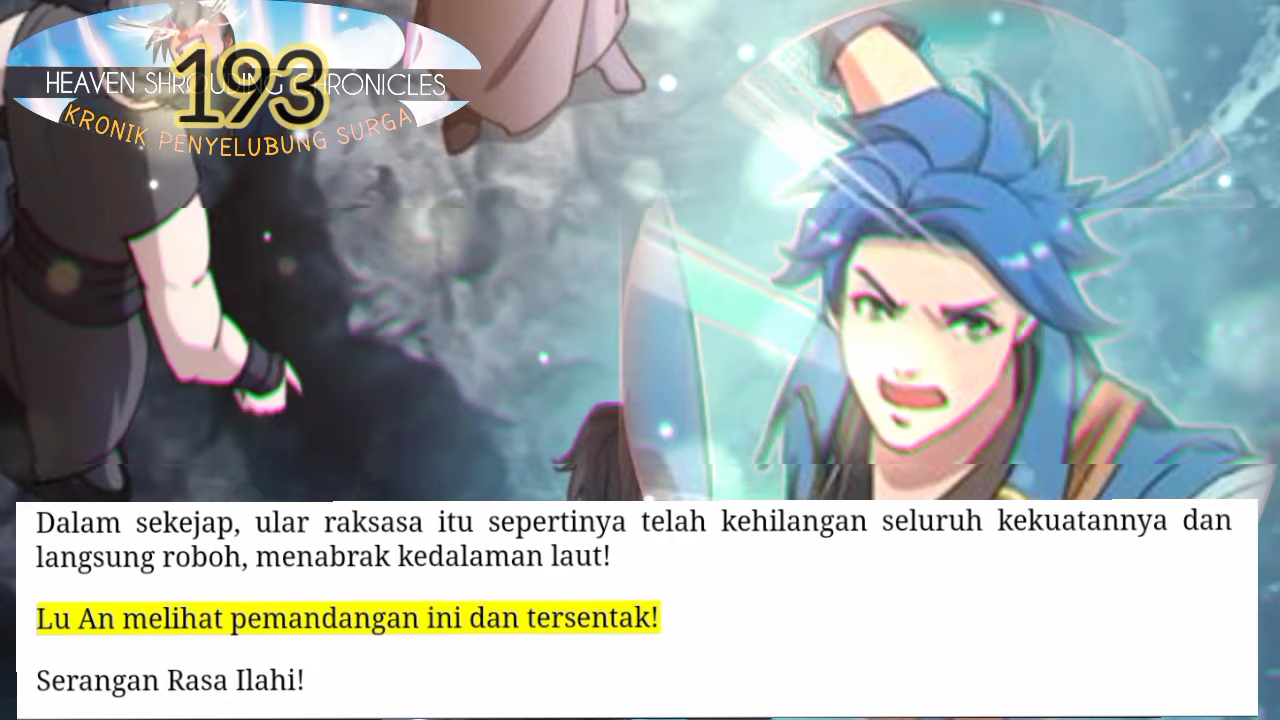 193
HEAVEN SHROUDING CHRONICLES
KRONIK PENYELUBUNG SURGA
Dalam sekejap, ular raksasa itu sepertinya telah kehilangan seluruh kekuatannya dan
langsung roboh, menabrak kedalaman laut!
Lu An melihat pemandangan ini dan tersentak!
Serangan Rasa Ilahi!